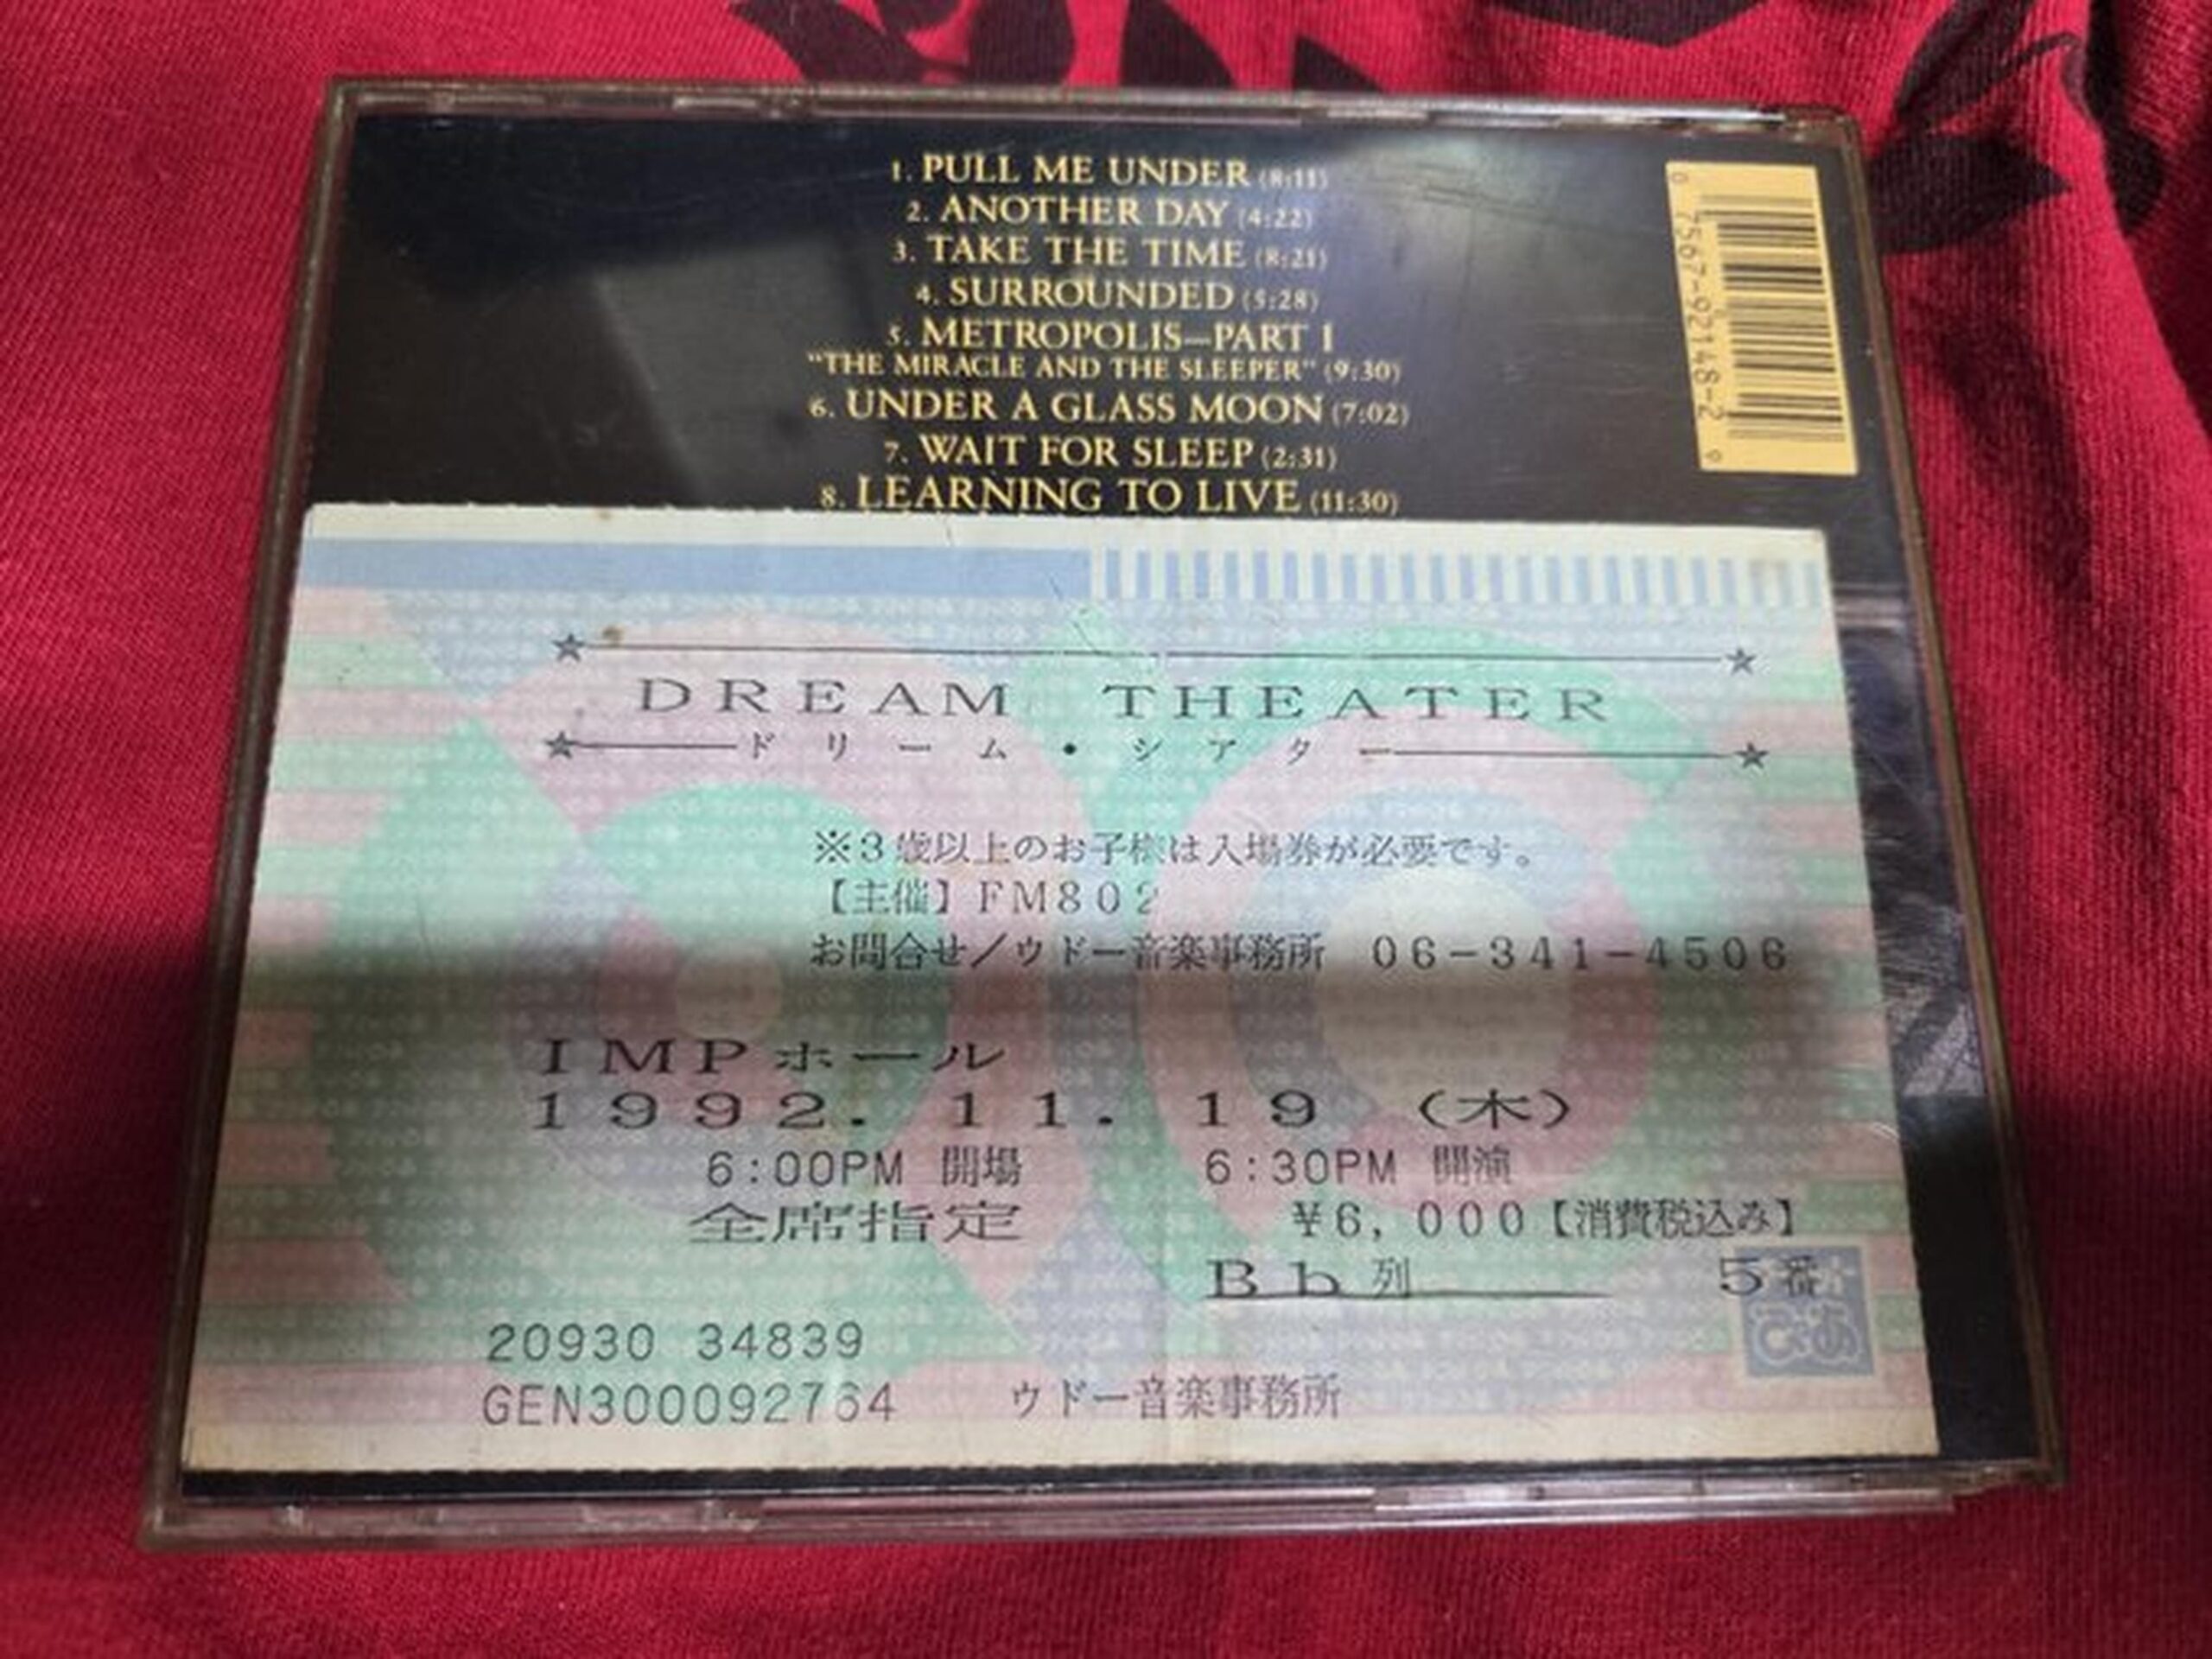 1. PULL ME UNDER (8:11)
2. ANOTHER DAY (4:22)
3. TAKE THE TIME (8:21)
4. SURROUNDED (5:28)
5. METROPOLIS—PART I
"THE MIRACLE AND THE SLEEPER" (9:30)
6. UNDER A GLASS MOON (7:02)
7. WAIT FOR SLEEP (2:31)
8. LEARNING TO LIVE (11:30)
0 7567-92148-2 9
☆ ☆
DREAM THEATER
☆ ドリーム・シアター ☆
※3歳以上のお子様は入場券が必要です。
【主催】FM802
お問合せ/ウドー音楽事務所 06-341-4506
IMPホール
1992. 11. 19 (木)
6:00PM 開場 6:30PM 開演
全席指定 ¥6,000【消費税込み】
Bb列 5番
ぴあ
20930 34839
GEN300092764 ウドー音楽事務所